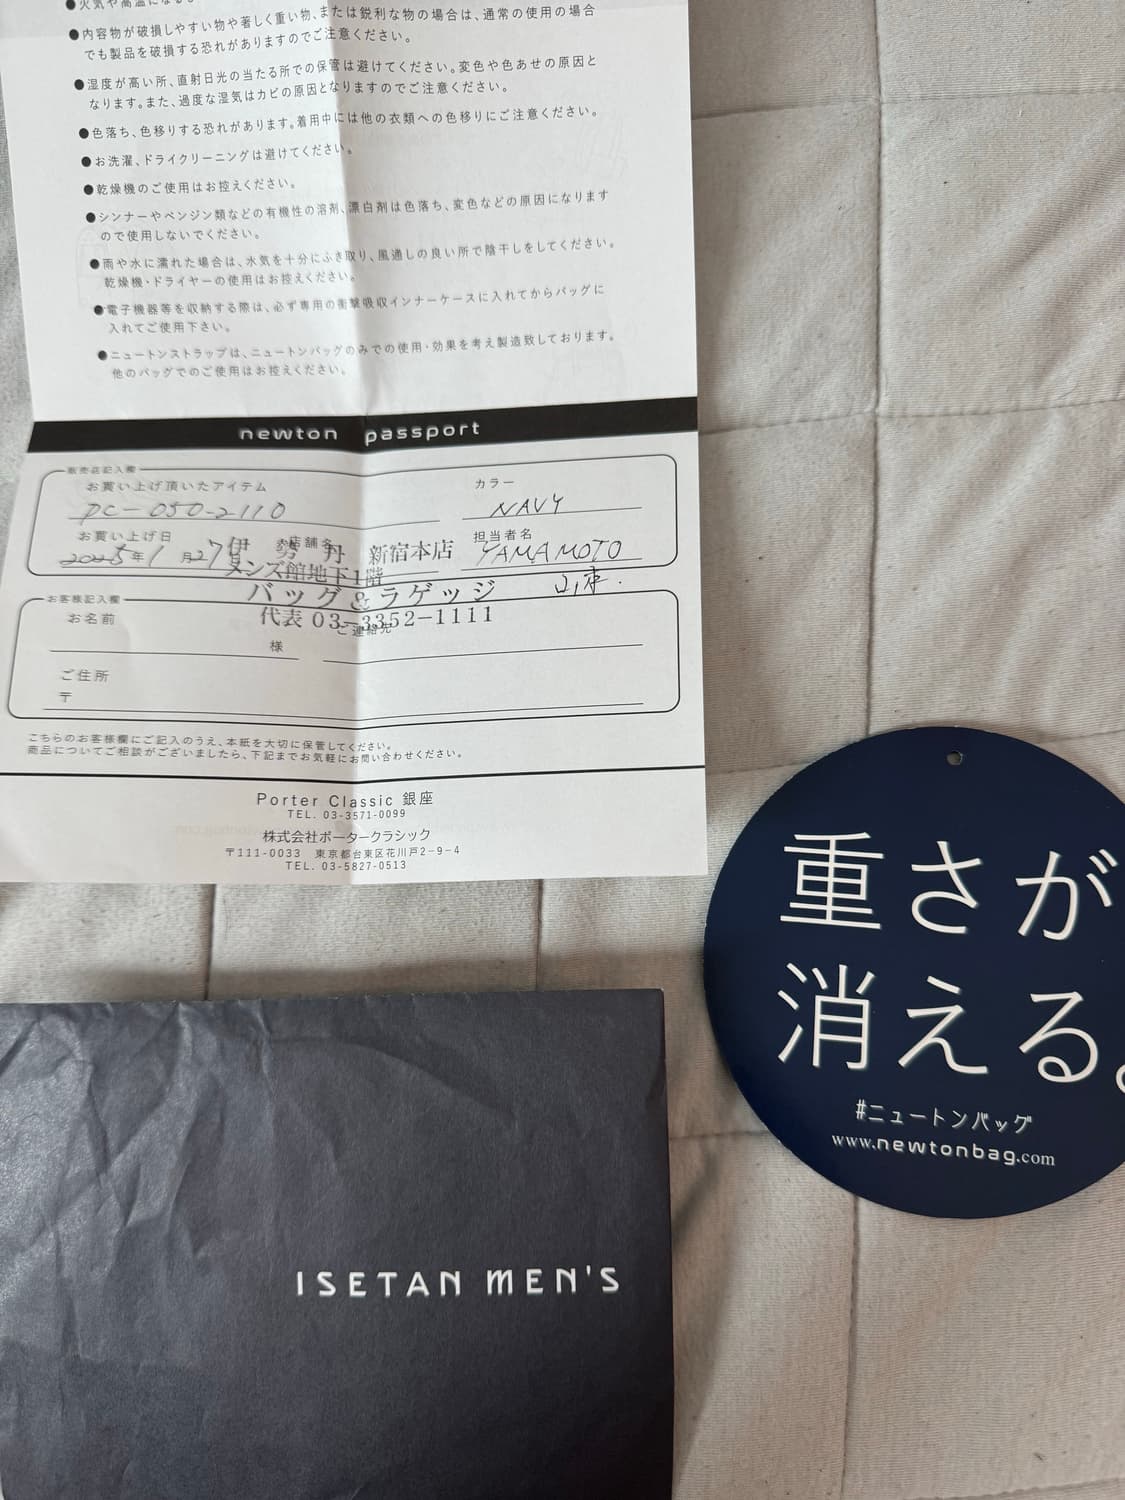 ●火気や高温になる
●内容物が破損しやすい物や著しく重い物、または鋭利な物の場合は、通常の使用の場合
でも製品を破損する恐れがありますのでご注意ください。
●湿度が高い所、直射日光の当たる所での保管は避けてください。変色や色あせの原因と
なります。また、過度な湿気はカビの原因となりますのでご注意ください。
●色落ち、色移りする恐れがあります。着用中には他の衣類への色移りにご注意ください。
●お洗濯、ドライクリーニングは避けてください。
●乾燥機のご使用はお控えください。
●シンナーやベンジン類などの有機性の溶剤、漂白剤は色落ち、変色などの原因になります
ので使用しないでください。
●雨や水に濡れた場合は、水気を十分にふき取り、風通しの良い所で陰干しをしてください。
乾燥機・ドライヤーの使用はお控えください。
●電子機器等を収納する際は、必ず専用の衝撃吸収インナーケースに入れてからバッグに
入れてご使用下さい。
●ニュートンストラップは、ニュートンバッグのみでの使用・効果を考え製造致しております。
他のバッグでのご使用はお控えください。
newton passport
販売店記入欄
お買い上げ頂いたアイテム
PC-050-2110
カラー
NAVY
お買い上げ日
2025年1月27日
店舗名
伊勢丹 新宿本店
メンズ館地下1階
バッグ&ラゲッジ
代表 03-3352-1111
担当者名
YAMAMOTO
山本.
お客様記入欄
お名前
様
ご連絡先
ご住所
〒
こちらのお客様欄にご記入のうえ、本紙を大切に保管してください。
商品についてご相談がございましたら、下記までお気軽にお問い合わせください。
Porter Classic 銀座
TEL. 03-3571-0099
株式会社ポータークラシック
〒111-0033 東京都台東区花川戸2-9-4
TEL. 03-5827-0513
重さが
消える。
#ニュートンバッグ
www.newtonbag.com
ISETAN MEN'S